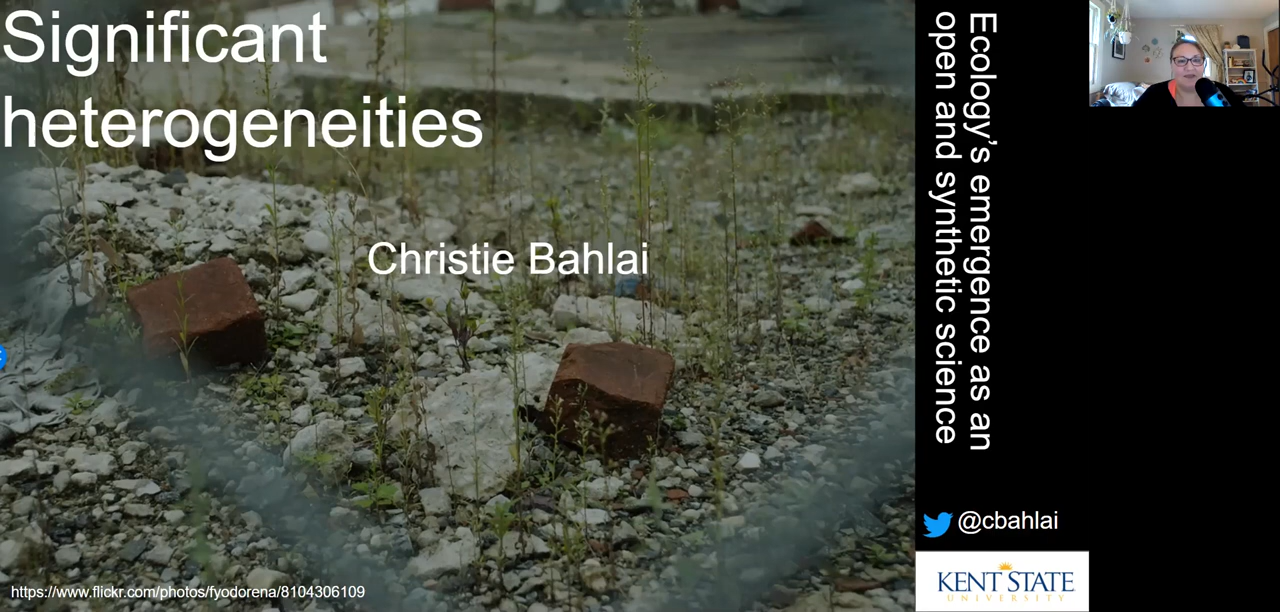 Significant
heterogeneities
Christie Bahlai
https://www.flickr.com/photos/fyodorena/8104306109
Ecology's emergence as an
open and synthetic science
@cbahlai
KENT STATE
UNIVERSITY